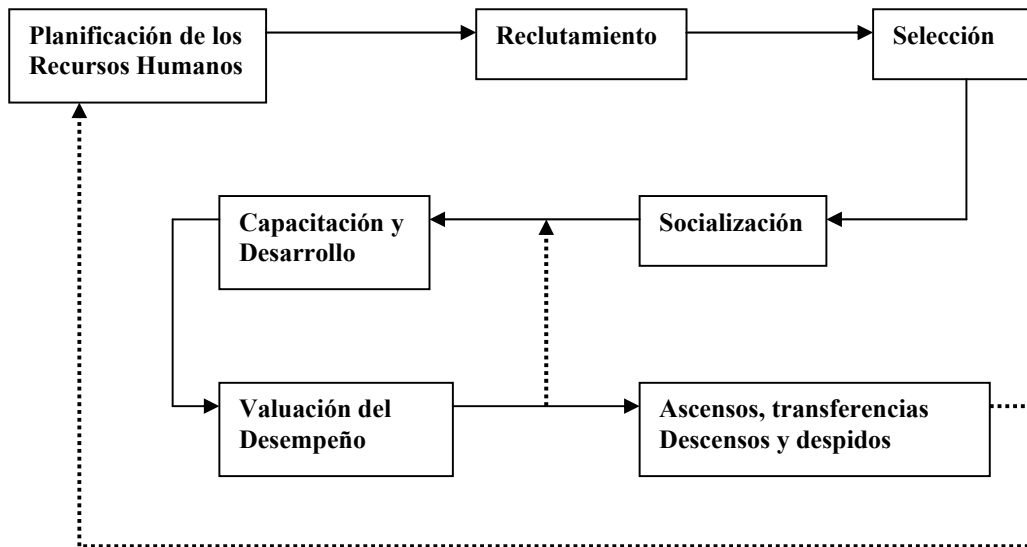 Planificación de los
Recursos Humanos
Reclutamiento
Selección
Capacitación y
Desarrollo
Socialización
Valuación del
Desempeño
Ascensos, transferencias
Descensos y despidos